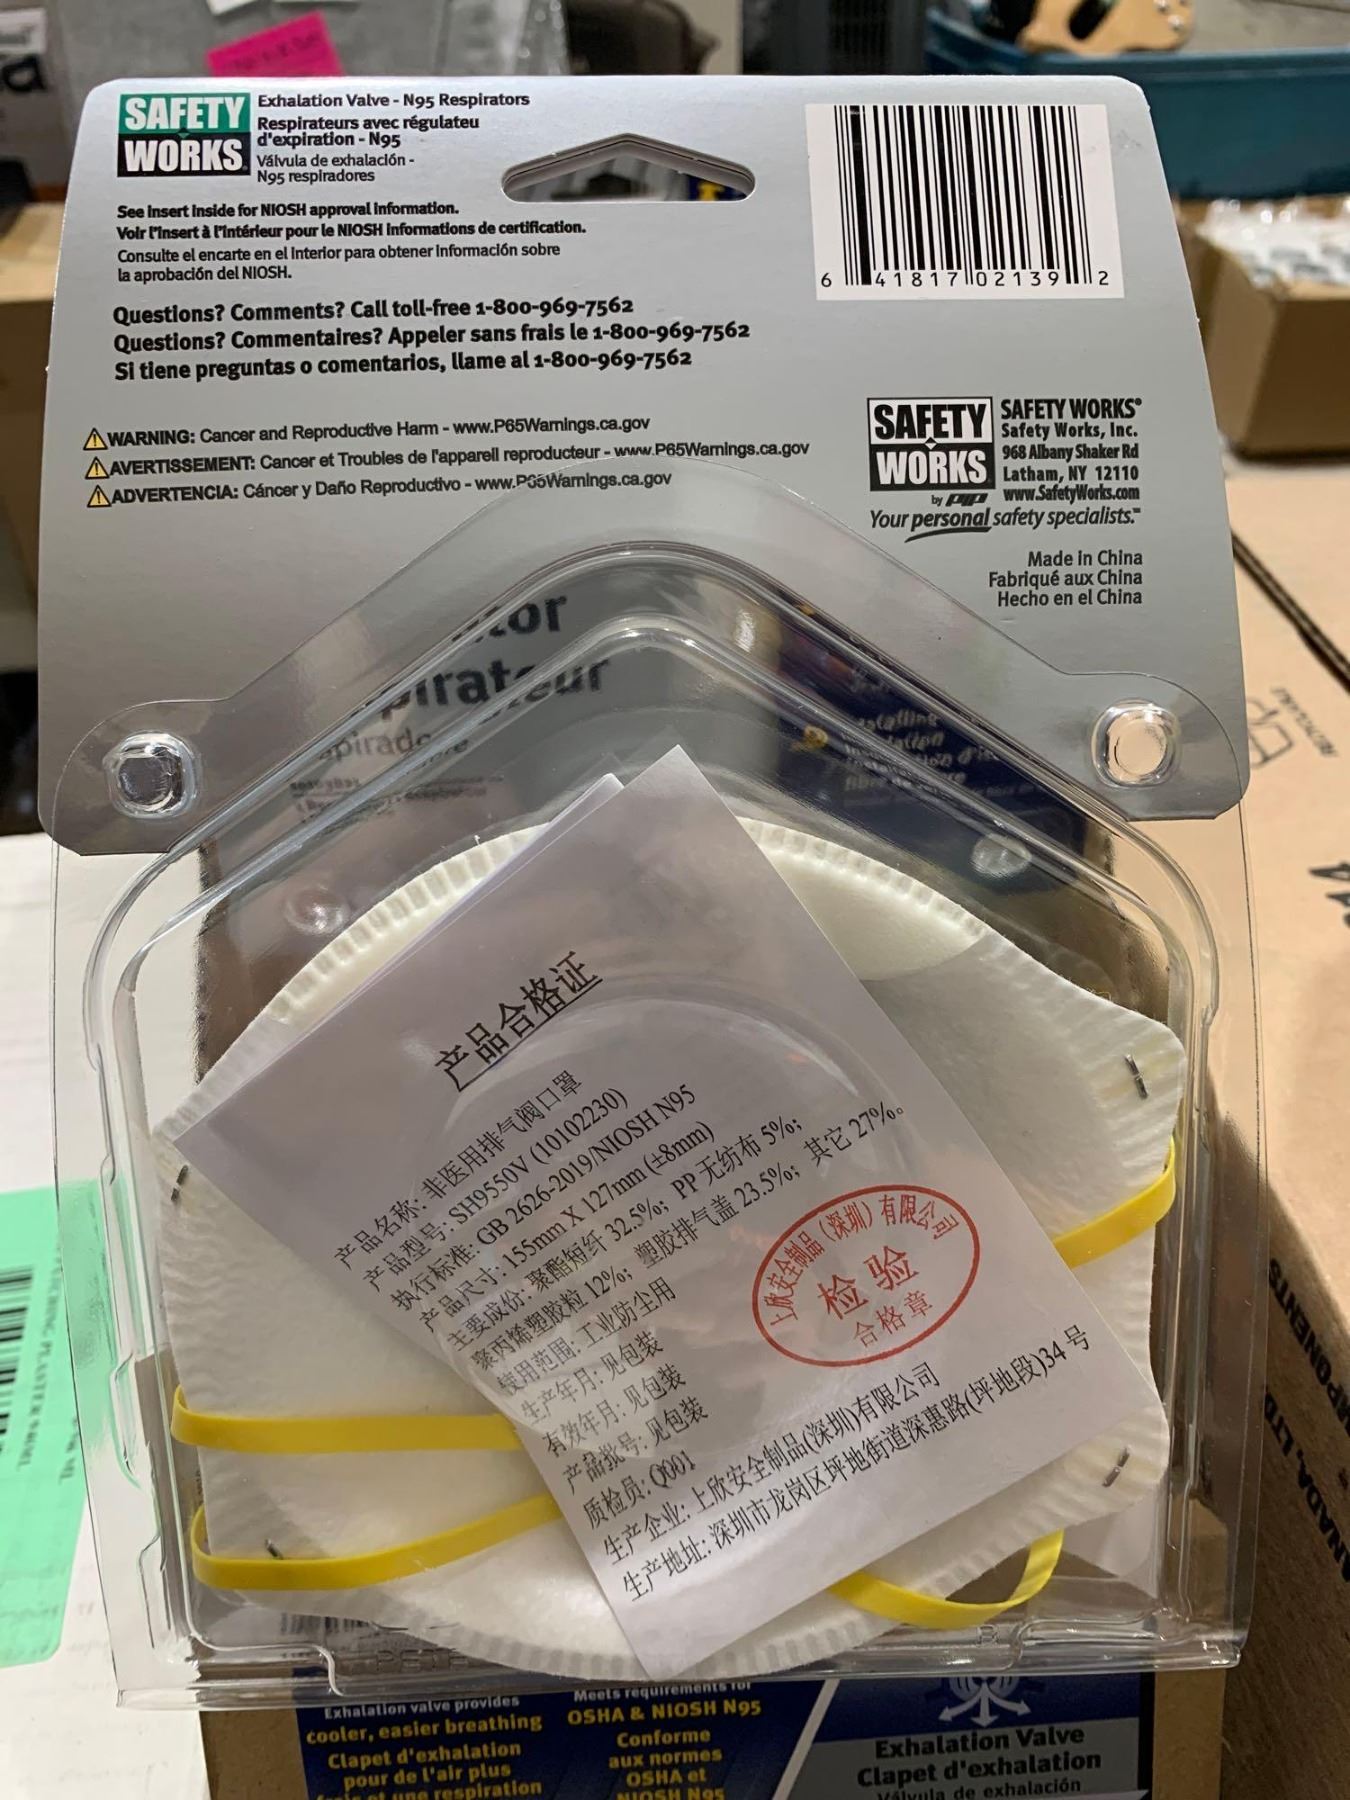 SAFETY
WORKS
Exhalation Valve - N95 Respirators
Respirateurs avec régulateu
d'expiration - N95
Válvula de exhalación -
N95 respiradores
See Insert Inside for NIOSH approval Information.
Voir l'Insert à l'Intérieur pour le NIOSH Informations de certification.
Consulte el encarte en el Interior para obtener Información sobre
la aprobación del NIOSH.
6 41817 02139 2
Questions? Comments? Call toll-free 1-800-969-7562
Questions? Commentaires? Appeler sans frais le 1-800-969-7562
Si tiene preguntas o comentarios, llame al 1-800-969-7562
WARNING: Cancer and Reproductive Harm - www.P65Warnings.ca.gov
AVERTISSEMENT: Cancer et Troubles de l'appareil reproducteur - www.P65Warnings.ca.gov
ADVERTENCIA: Cáncer y Daño Reproductivo - www.P65Warnings.ca.gov
SAFETY
WORKS
by pip
SAFETY WORKS®
Safety Works, Inc.
968 Albany Shaker Rd
Latham, NY 12110
www.SafetyWorks.com
Your personal safety specialists.™
Made in China
Fabriqué aux China
Hecho en el China
产品合格证
产品名称: 非医用排气阀口罩
产品型号: SH9550V (10102230)
执行标准: GB 2626-2019/NIOSH N95
产品尺寸: 155mm X 127mm (±8mm)
主要成份: 聚酯短纤 32.5%; PP 无纺布 5%;
聚丙烯塑胶粒 12%; 塑胶排气盖 23.5%; 其它 27%。
使用范围: 工业防尘用
生产年月: 见包装
有效年月: 见包装
产品批号: 见包装
质检员: Q001
生产企业: 上欣安全制品(深圳)有限公司
生产地址: 深圳市龙岗区坪地街道深惠路(坪地段)34 号
上欣安全制品（深圳）有限公司
检验
合格章
Exhalation valve provides
cooler, easier breathing
Clapet d'exhalation
pour de l'air plus
frais et une respiration
Meets requirements for
OSHA & NIOSH N95
Conforme
aux normes
OSHA et
NIOSH N95
Exhalation Valve
Clapet d'exhalation
Válvula de exhalación